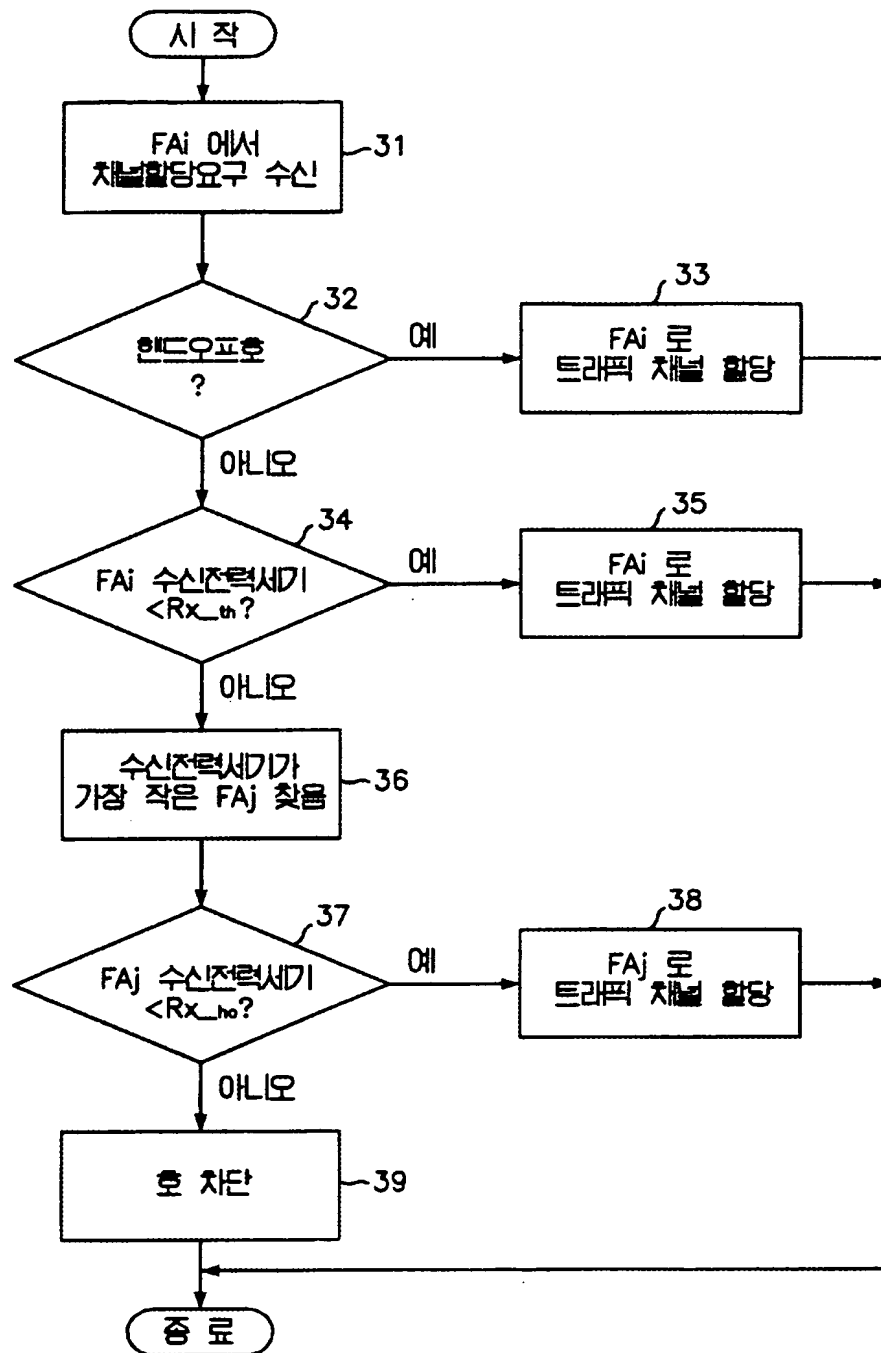 시 작
FAi 에서
채널할당요구 수신
31
32
핸드오프호
?
예
33
FAi 로
트래픽 채널 할당
아니오
34
FAi 수신전력세기
<Rx_th?
예
35
FAi 로
트래픽 채널 할당
아니오
수신전력세기가
가장 작은 FAj 찾음
36
37
FAj 수신전력세기
<Rx_ho?
예
38
FAj 로
트래픽 채널 할당
아니오
호 차단
39
종 료